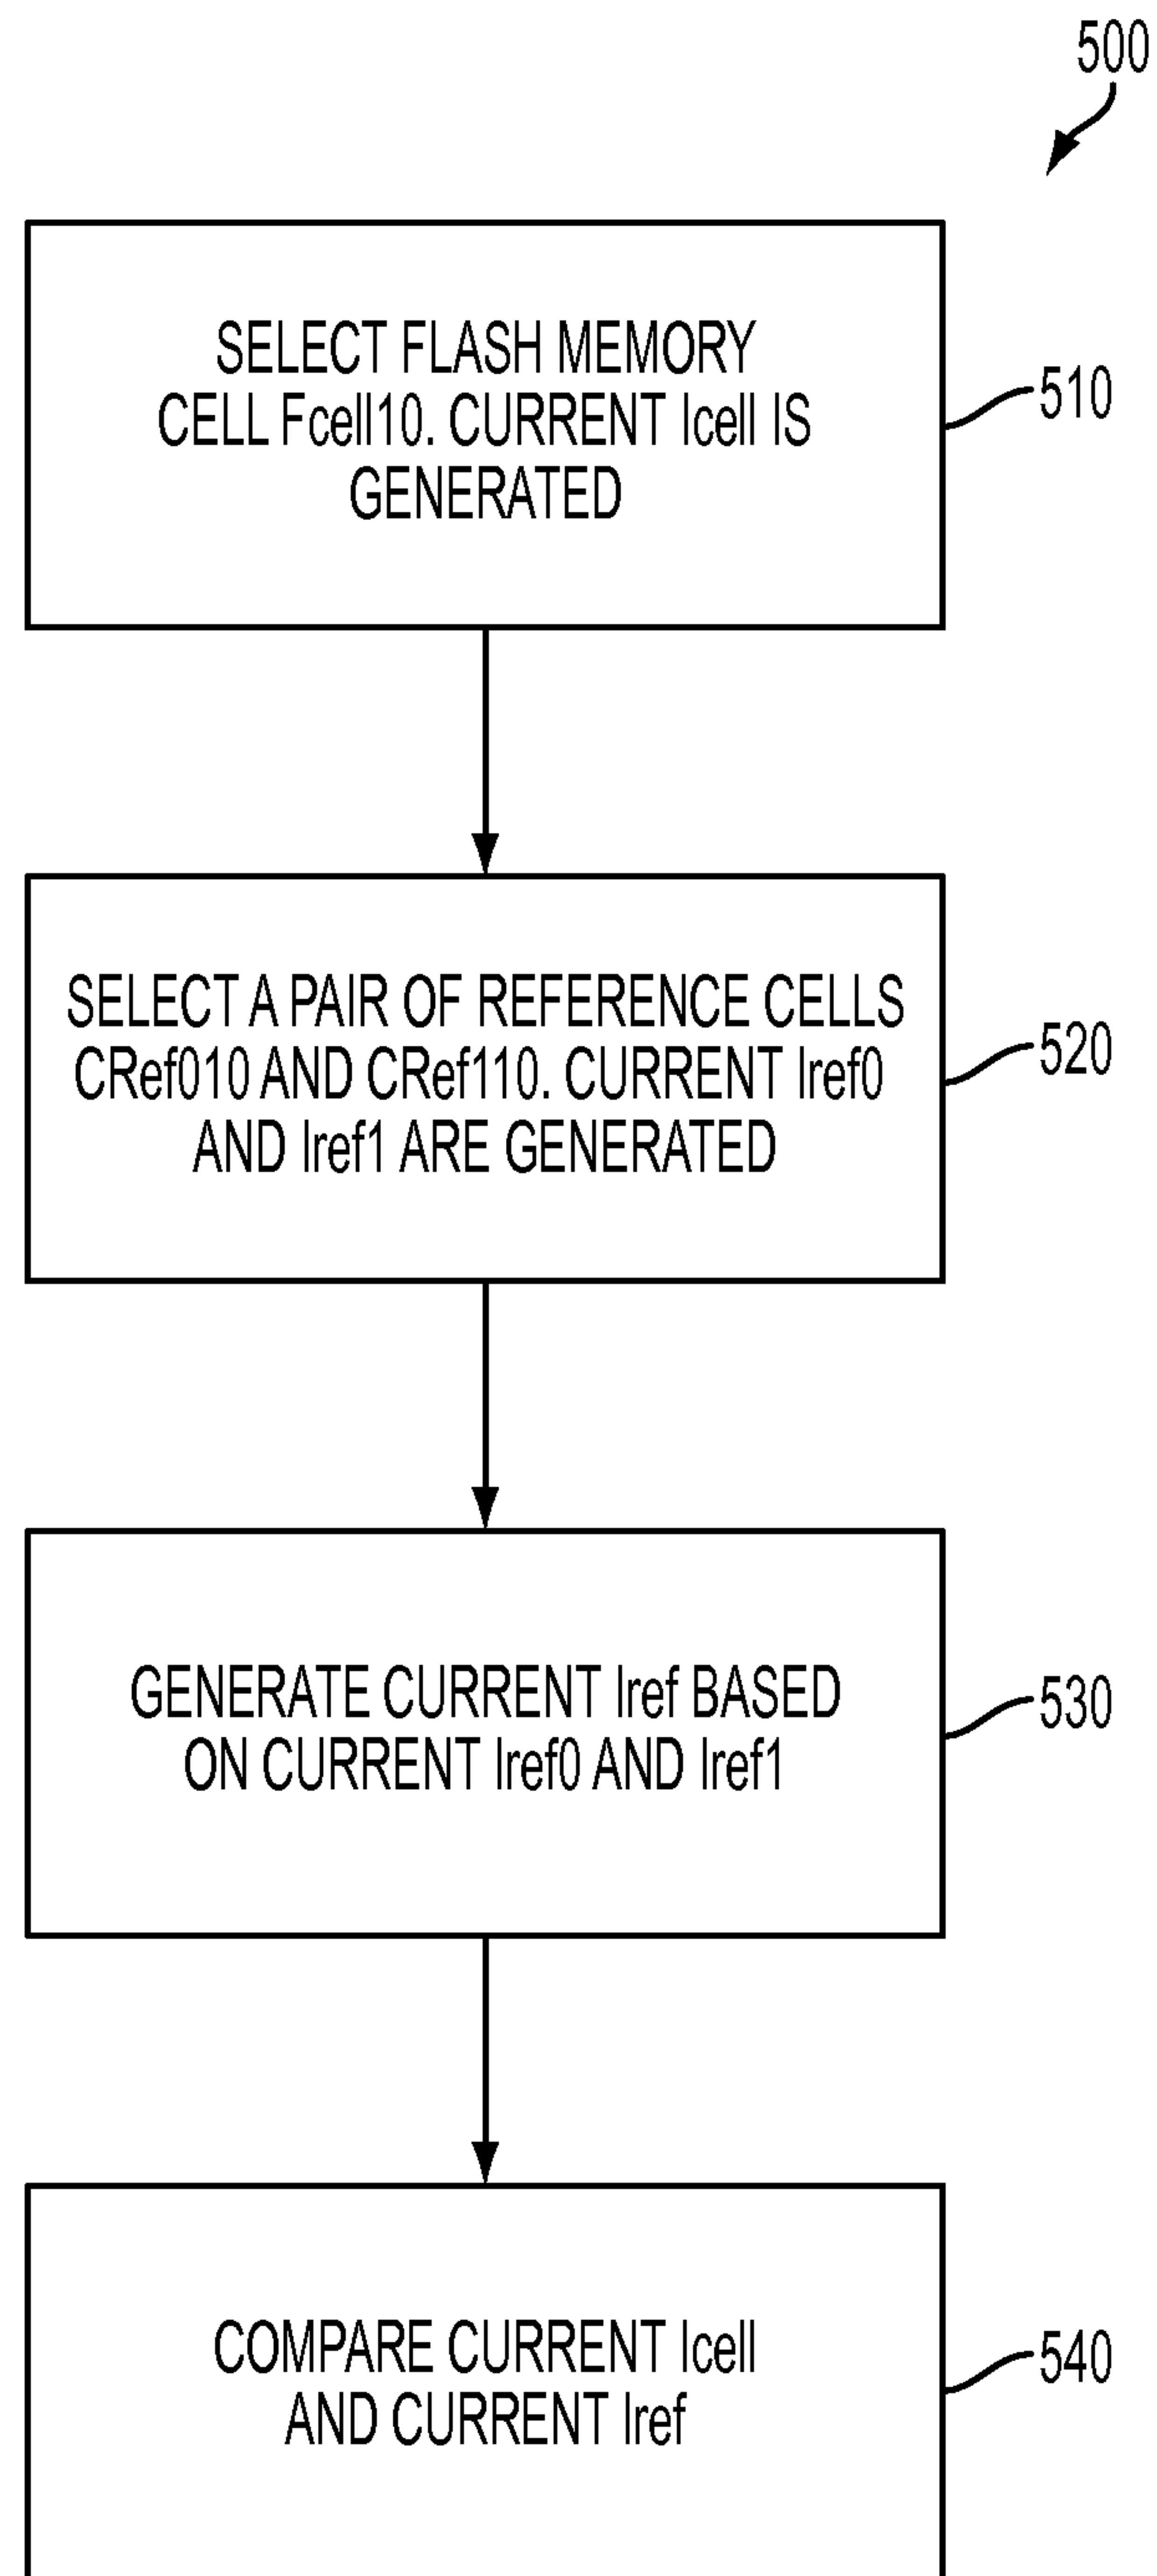 500
SELECT FLASH MEMORY
CELL Fcell10. CURRENT Icell IS
GENERATED
510
SELECT A PAIR OF REFERENCE CELLS
CRef010 AND CRef110. CURRENT Iref0
AND Iref1 ARE GENERATED
520
GENERATE CURRENT Iref BASED
ON CURRENT Iref0 AND Iref1
530
COMPARE CURRENT Icell
AND CURRENT Iref
540